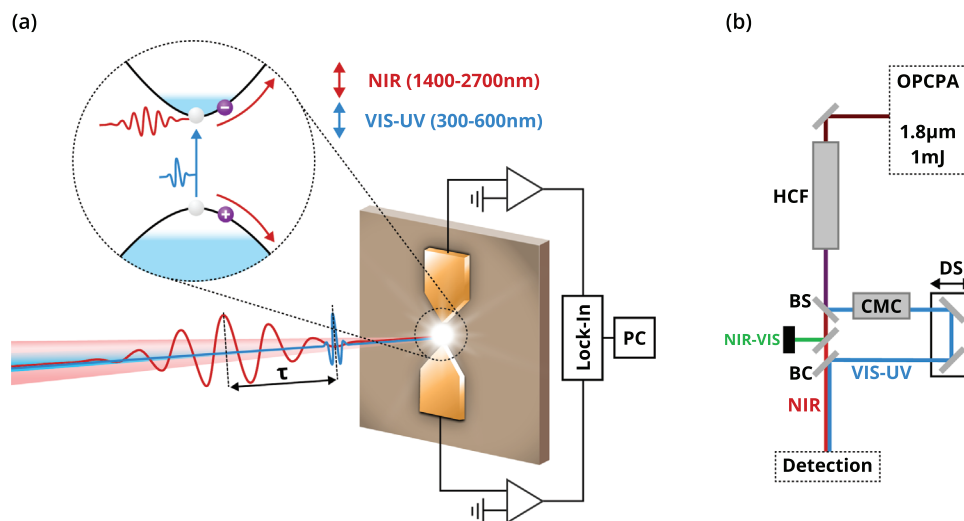 (a)
NIR (1400-2700nm)
VIS-UV (300-600nm)
−
+
τ
Lock-In
PC
(b)
OPCPA
1.8μm
1mJ
HCF
DS
BS
CMC
NIR-VIS
BC
VIS-UV
NIR
Detection